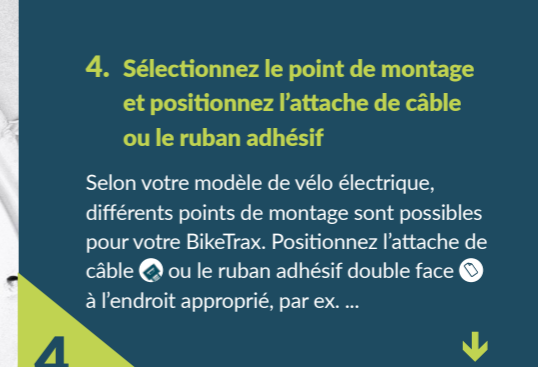 4. Sélectionnez le point de montage
et positionnez l'attache de câble
ou le ruban adhésif
Selon votre modèle de vélo électrique,
différents points de montage sont possibles
pour votre BikeTrax. Positionnez l'attache de
câble ou le ruban adhésif double face
à l'endroit approprié, par ex. ...
4